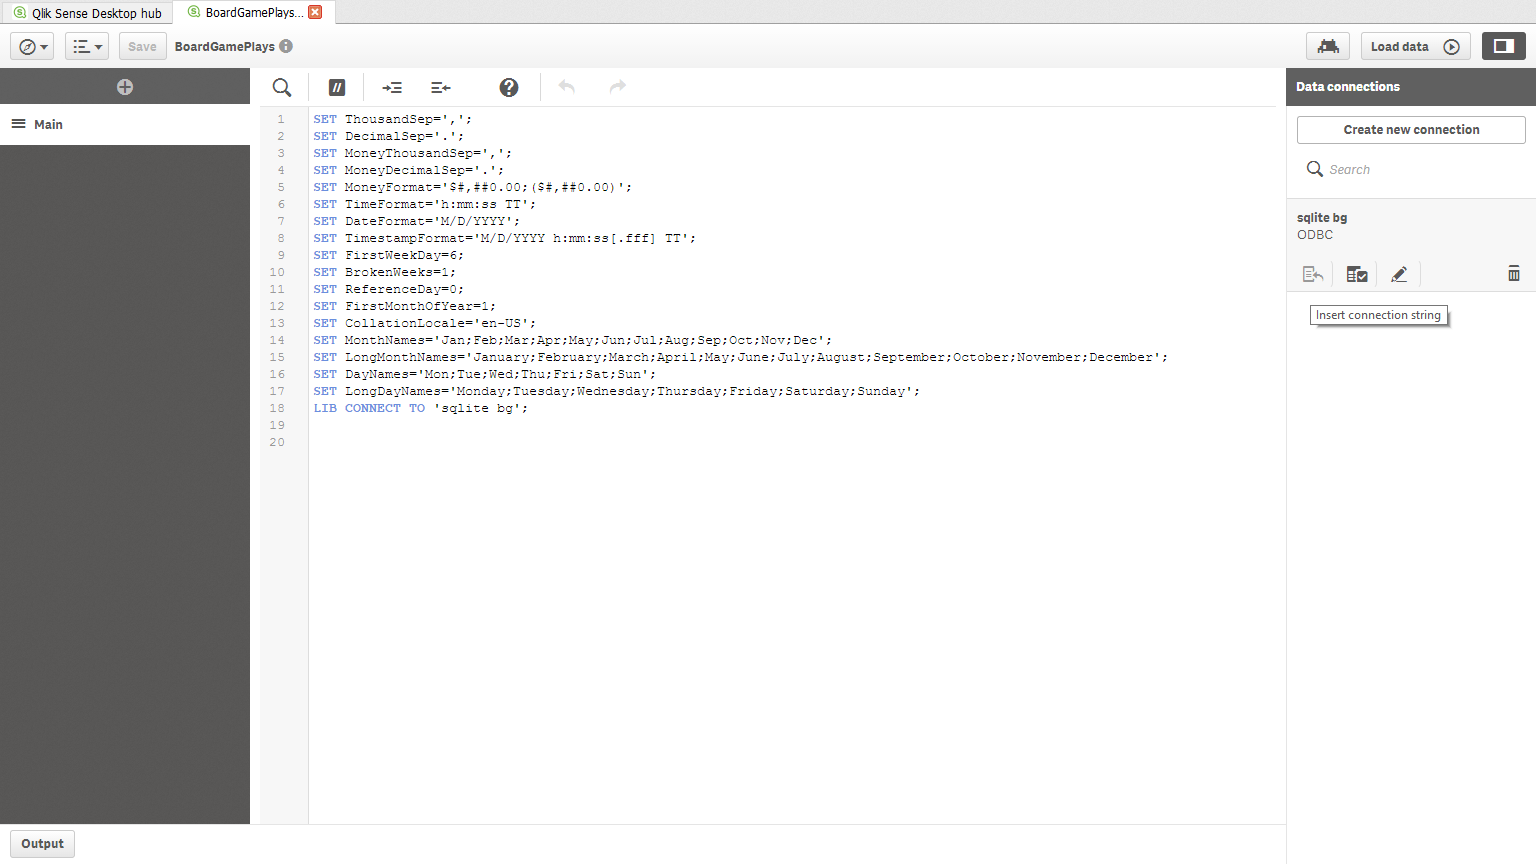 Qlik Sense Desktop hub
BoardGamePlays...
Save
BoardGamePlays
Load data
Main
1 SET ThousandSep=',';
2 SET DecimalSep='.';
3 SET MoneyThousandSep=',';
4 SET MoneyDecimalSep='.';
5 SET MoneyFormat='$#,##0.00;($#,##0.00)';
6 SET TimeFormat='h:mm:ss TT';
7 SET DateFormat='M/D/YYYY';
8 SET TimestampFormat='M/D/YYYY h:mm:ss[.fff] TT';
9 SET FirstWeekDay=6;
10 SET BrokenWeeks=1;
11 SET ReferenceDay=0;
12 SET FirstMonthOfYear=1;
13 SET CollationLocale='en-US';
14 SET MonthNames='Jan;Feb;Mar;Apr;May;Jun;Jul;Aug;Sep;Oct;Nov;Dec';
15 SET LongMonthNames='January;February;March;April;May;June;July;August;September;October;November;December';
16 SET DayNames='Mon;Tue;Wed;Thu;Fri;Sat;Sun';
17 SET LongDayNames='Monday;Tuesday;Wednesday;Thursday;Friday;Saturday;Sunday';
18 LIB CONNECT TO 'sqlite bg';
19
20
Data connections
Create new connection
Search
sqlite bg
ODBC
Insert connection string
Output